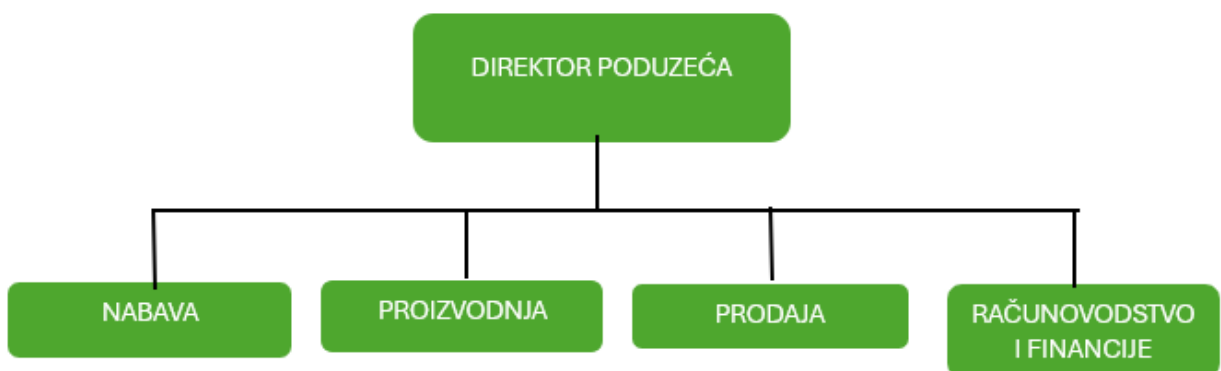 DIREKTOR PODUZEĆA
NABAVA
PROIZVODNJA
PRODAJA
RAČUNOVODSTVO
I FINANCIJE